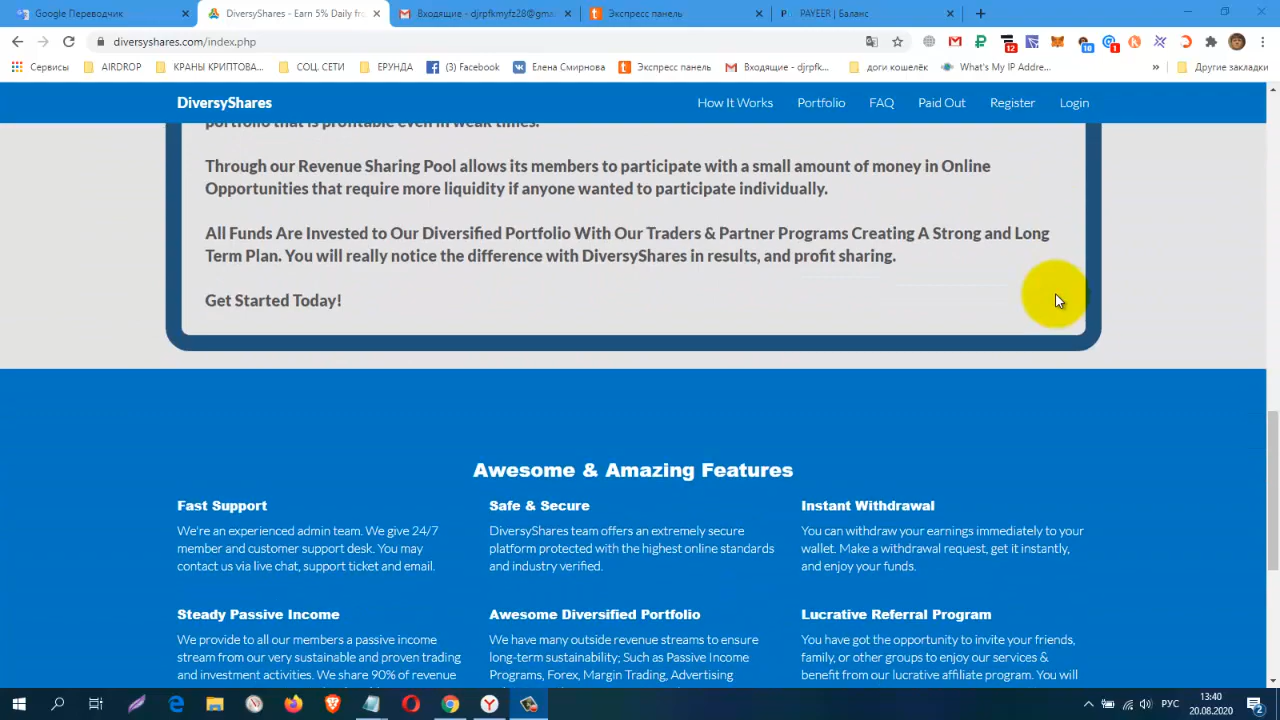 Google Переводчик
DiversyShares - Earn 5% Daily fr
Входящие - djrpfkmyfz28@gma
Экспресс панель
PAYEER | Баланс
diversyshares.com/index.php
12
10
1
Сервисы
AIRDROP
КРАНЫ КРИПТОВА...
СОЦ. СЕТИ
ЕРУНДА
(3) Facebook
Елена Смирнова
Экспресс панель
Входящие - djrpfk...
доги кошелёк
What's My IP Addre...
»
Другие закладки
DiversyShares
How It Works
Portfolio
FAQ
Paid Out
Register
Login
portfolio that is profitable even in weak times.
Through our Revenue Sharing Pool allows its members to participate with a small amount of money in Online
Opportunities that require more liquidity if anyone wanted to participate individually.
All Funds Are Invested to Our Diversified Portfolio With Our Traders & Partner Programs Creating A Strong and Long
Term Plan. You will really notice the difference with DiversyShares in results, and profit sharing.
Get Started Today!
Awesome & Amazing Features
Fast Support
We're an experienced admin team. We give 24/7
member and customer support desk. You may
contact us via live chat, support ticket and email.
Safe & Secure
DiversyShares team offers an extremely secure
platform protected with the highest online standards
and industry verified.
Instant Withdrawal
You can withdraw your earnings immediately to your
wallet. Make a withdrawal request, get it instantly,
and enjoy your funds.
Steady Passive Income
We provide to all our members a passive income
stream from our very sustainable and proven trading
and investment activities. We share 90% of revenue
Awesome Diversified Portfolio
We have many outside revenue streams to ensure
long-term sustainability; Such as Passive Income
Programs, Forex, Margin Trading, Advertising
Lucrative Referral Program
You have got the opportunity to invite your friends,
family, or other groups to enjoy our services &
benefit from our lucrative affiliate program. You will
РУС
13:40
20.08.2020
2